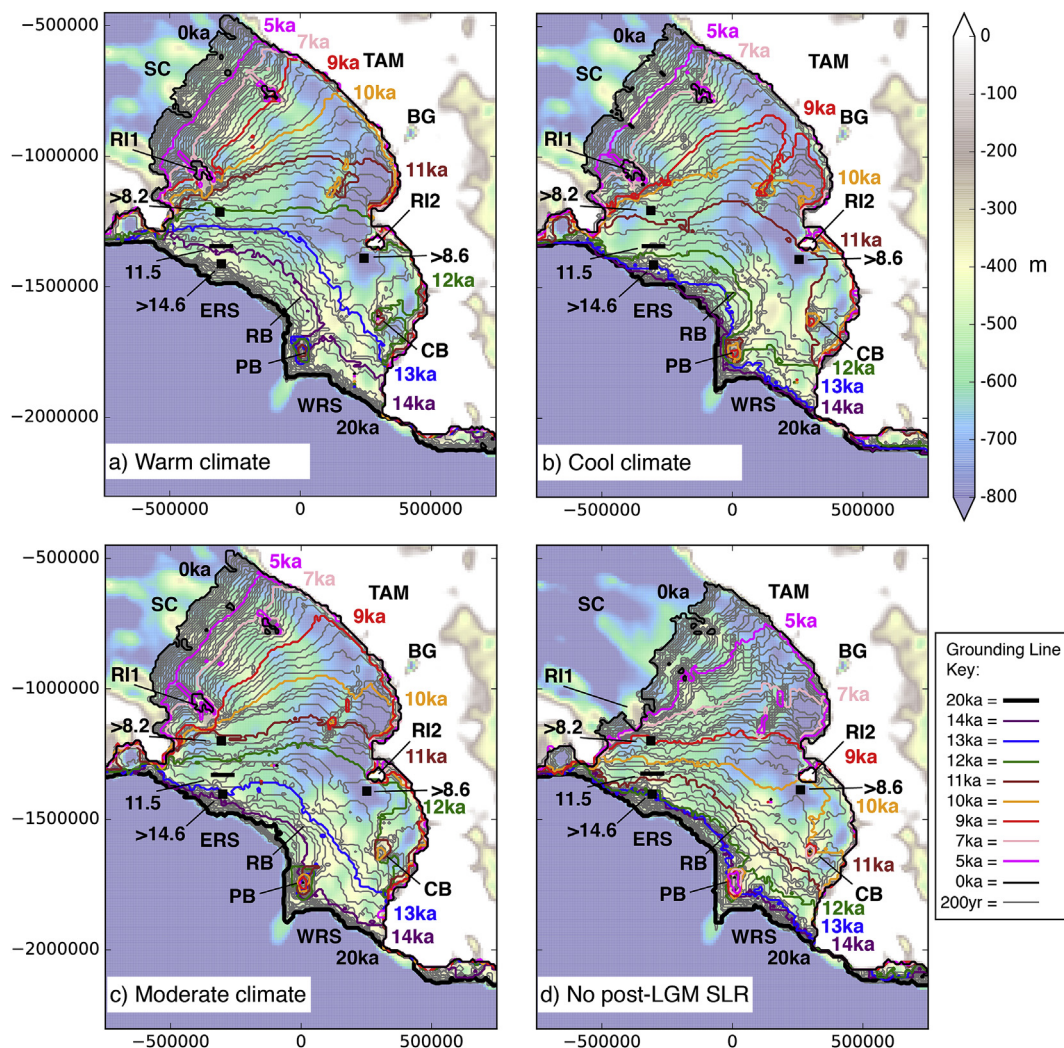 0ka
5ka
7ka
TAM
SC
9ka
10ka
BG
RI1
11ka
>8.2
RI2
>8.6
11.5
>14.6
12ka
ERS
RB
CB
PB
13ka
WRS
14ka
20ka
a) Warm climate
−500000
−1000000
−1500000
−2000000
−500000 0 500000
0ka
5ka
7ka
TAM
SC
9ka
BG
RI1
10ka
>8.2
RI2
11ka
>8.6
11.5
>14.6
ERS
RB
CB
PB
12ka
13ka
WRS
14ka
20ka
b) Cool climate
−500000 0 500000
0
-100
-200
-300
-400
m
-500
-600
-700
-800
5ka
0ka
7ka
TAM
SC
9ka
BG
RI1
10ka
>8.2
RI2
11ka
>8.6
11.5
12ka
>14.6
ERS
RB
CB
PB
13ka
WRS
14ka
20ka
c) Moderate climate
−500000
−1000000
−1500000
−2000000
−500000 0 500000
0ka
TAM
SC
5ka
BG
RI1
7ka
>8.2
RI2
9ka
>8.6
11.5
10ka
>14.6
ERS
RB
11ka
CB
PB
12ka
13ka
WRS
14ka
20ka
d) No post-LGM SLR
−500000 0 500000
Grounding Line
Key:
20ka =
14ka =
13ka =
12ka =
11ka =
10ka =
9ka =
7ka =
5ka =
0ka =
200yr =